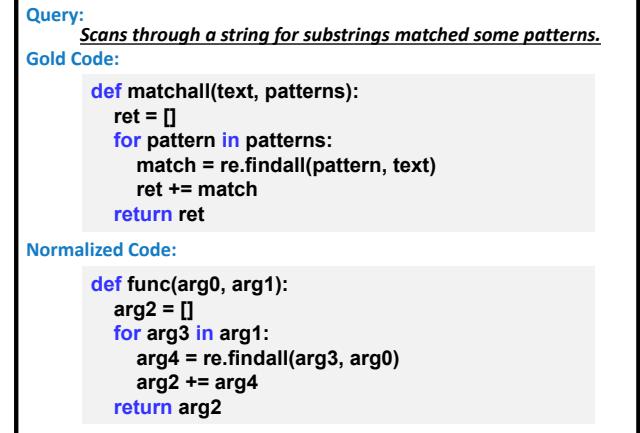 Query:
Scans through a string for substrings matched some patterns.
Gold Code:
def matchall(text, patterns):
ret = []
for pattern in patterns:
match = re.findall(pattern, text)
ret += match
return ret
Normalized Code:
def func(arg0, arg1):
arg2 = []
for arg3 in arg1:
arg4 = re.findall(arg3, arg0)
arg2 += arg4
return arg2